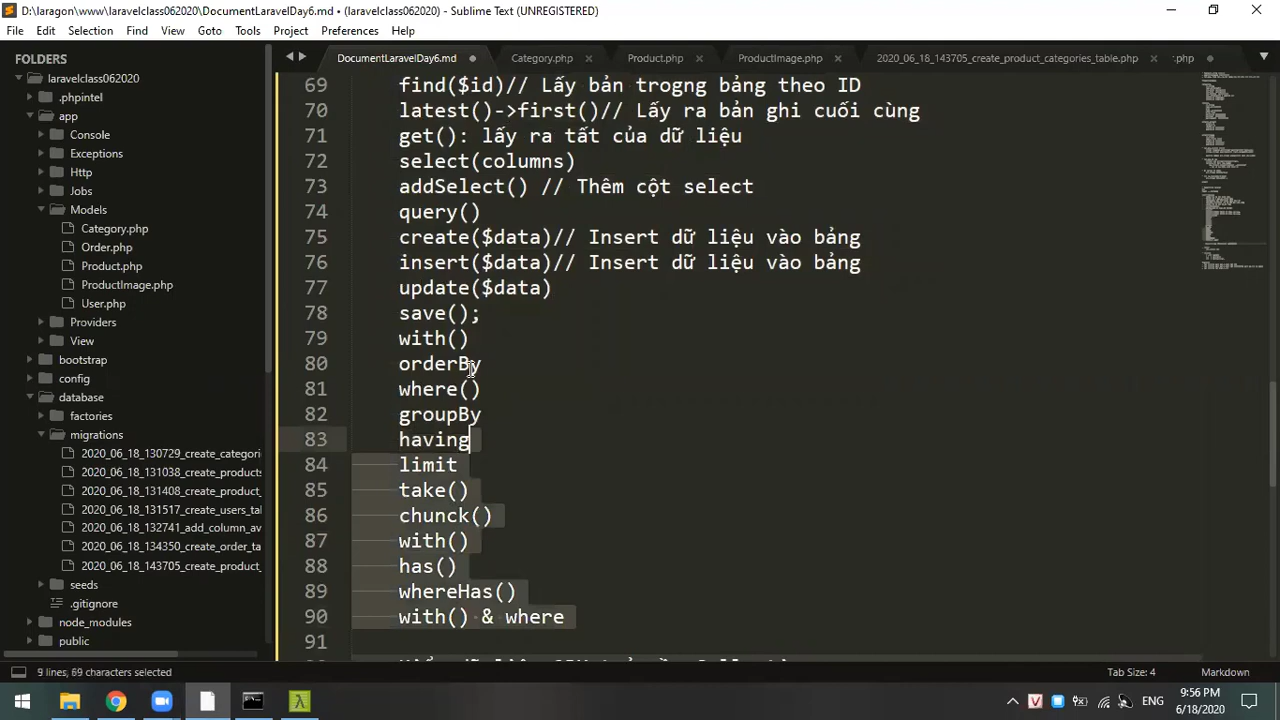 D:\laragon\www\laravelclass062020\DocumentLaravelDay6.md • (laravelclass062020) - Sublime Text (UNREGISTERED)
File Edit Selection Find View Goto Tools Project Preferences Help
FOLDERS
laravelclass062020
.phpintel
app
Console
Exceptions
Http
Jobs
Models
Category.php
Order.php
Product.php
ProductImage.php
User.php
Providers
View
bootstrap
config
database
factories
migrations
2020_06_18_130729_create_categori
2020_06_18_131038_create_products
2020_06_18_131408_create_product_
2020_06_18_131517_create_users_ta
2020_06_18_132741_add_column_av
2020_06_18_134350_create_order_ta
2020_06_18_143705_create_product_
seeds
.gitignore
node_modules
public
DocumentLaravelDay6.md Category.php Product.php ProductImage.php 2020_06_18_143705_create_product_categories_table.php .php
69 find($id)// Lấy bản trogng bảng theo ID
70 latest()->first()// Lấy ra bản ghi cuối cùng
71 get(): lấy ra tất của dữ liệu
72 select(columns)
73 addSelect() // Thêm cột select
74 query()
75 create($data)// Insert dữ liệu vào bảng
76 insert($data)// Insert dữ liệu vào bảng
77 update($data)
78 save();
79 with()
80 orderBy
81 where()
82 groupBy
83 having
84 limit
85 take()
86 chunck()
87 with()
88 has()
89 whereHas()
90 with() & where
91
9 lines; 69 characters selected
Tab Size: 4 Markdown
ENG
9:56 PM
6/18/2020